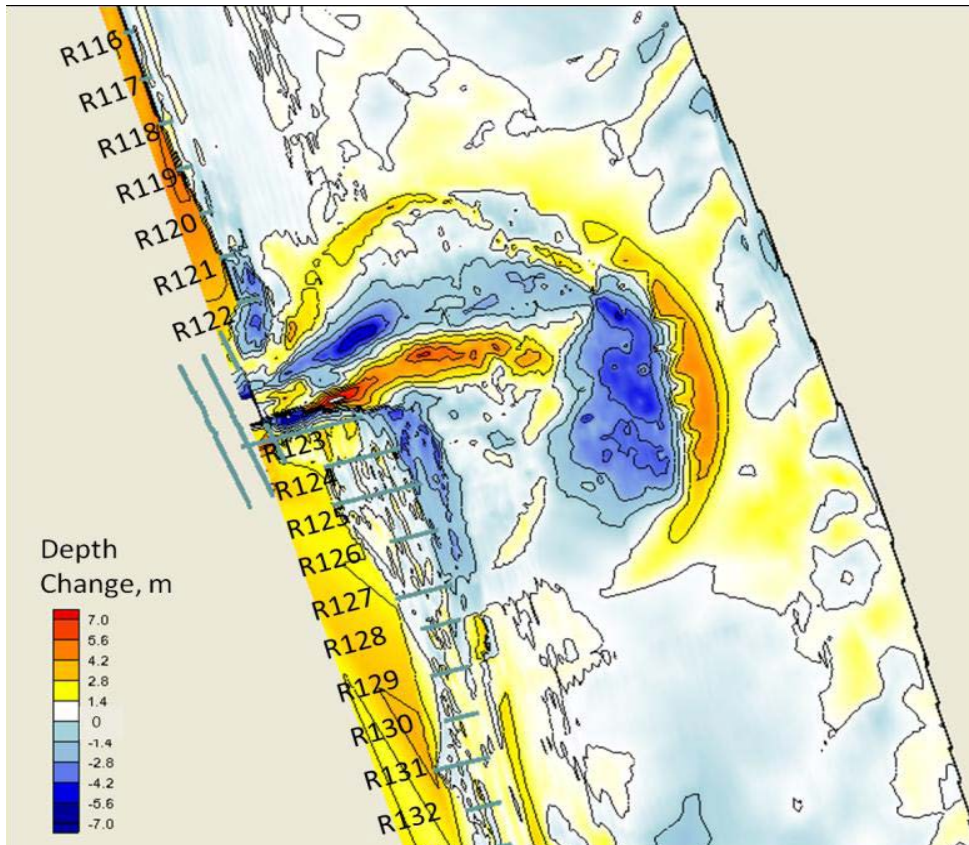 R116
R117
R118
R119
R120
R121
R122
R123
R124
R125
R126
R127
R128
R129
R130
R131
R132
Depth
Change, m
7.0
5.6
4.2
2.8
1.4
0
-1.4
-2.8
-4.2
-5.6
-7.0